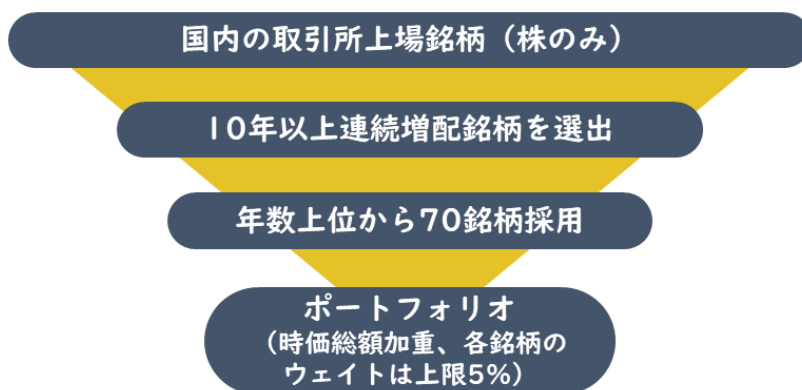 国内の取引所上場銘柄（株のみ）
10年以上連続増配銘柄を選出
年数上位から70銘柄採用
ポートフォリオ
（時価総額加重、各銘柄の
ウェイトは上限5%）